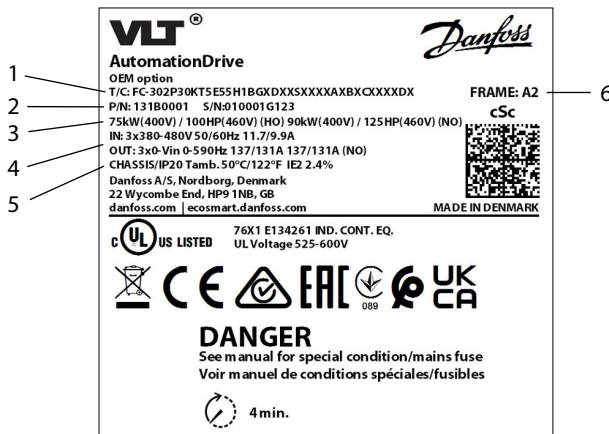 VLT®
Danfoss
AutomationDrive
OEM option
1
T/C: FC-302P30KT5E55H1BGXDXXSXXXXAXBXCXXXXDX
FRAME: A2
6
2
P/N: 131B0001 S/N:010001G123
cSc
3
75kW(400V) / 100HP(460V) (HO) 90kW(400V) / 125HP(460V) (NO)
IN: 3x380-480V 50/60Hz 11.7/9.9A
4
OUT: 3x0-Vin 0-590Hz 137/131A 137/131A (NO)
5
CHASSIS/IP20 Tamb. 50°C/122°F IE2 2.4%
Danfoss A/S, Nordborg, Denmark
22 Wycombe End, HP9 1NB, GB
danfoss.com | ecosmart.danfoss.com
MADE IN DENMARK
c UL US LISTED
76X1 E134261 IND. CONT. EQ.
UL Voltage 525-600V
CE
EAC
089
UK
CA
DANGER
See manual for special condition/mains fuse
Voir manuel de conditions spéciales/fusibles
4 min.